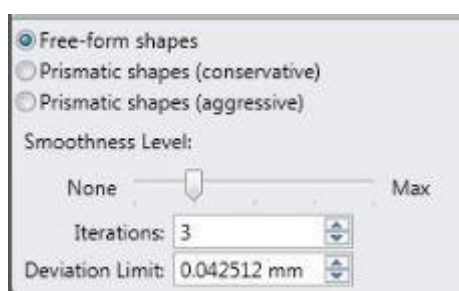 Free-form shapes
Prismatic shapes (conservative)
Prismatic shapes (aggressive)
Smoothness Level:
None Max
Iterations: 3
Deviation Limit: 0.042512 mm